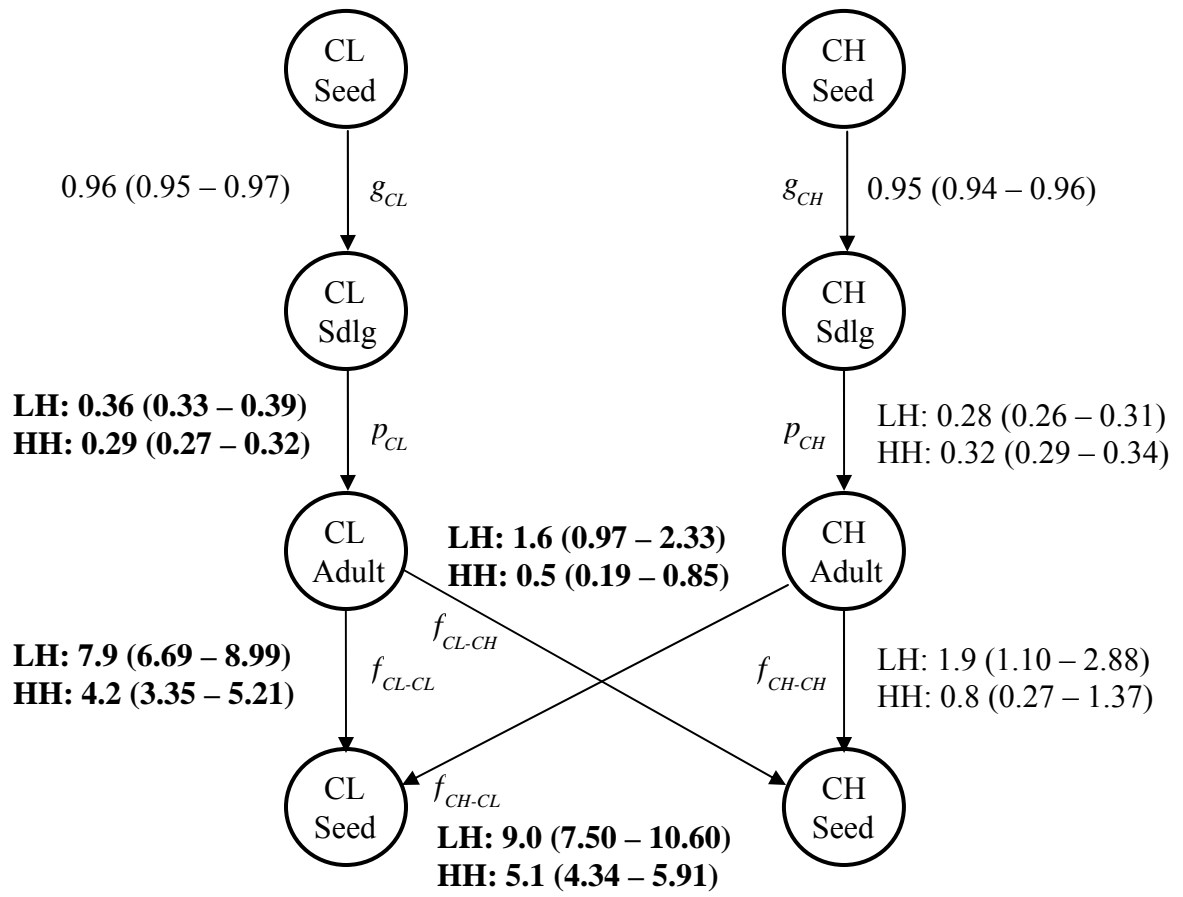 CL
Seed
CH
Seed
0.96 (0.95 – 0.97)
g_CL
g_CH
0.95 (0.94 – 0.96)
CL
Sdlg
CH
Sdlg
LH: 0.36 (0.33 – 0.39)
HH: 0.29 (0.27 – 0.32)
p_CL
p_CH
LH: 0.28 (0.26 – 0.31)
HH: 0.32 (0.29 – 0.34)
CL
Adult
LH: 1.6 (0.97 – 2.33)
HH: 0.5 (0.19 – 0.85)
CH
Adult
f_CL-CH
LH: 7.9 (6.69 – 8.99)
HH: 4.2 (3.35 – 5.21)
f_CL-CL
f_CH-CH
LH: 1.9 (1.10 – 2.88)
HH: 0.8 (0.27 – 1.37)
CL
Seed
f_CH-CL
LH: 9.0 (7.50 – 10.60)
HH: 5.1 (4.34 – 5.91)
CH
Seed